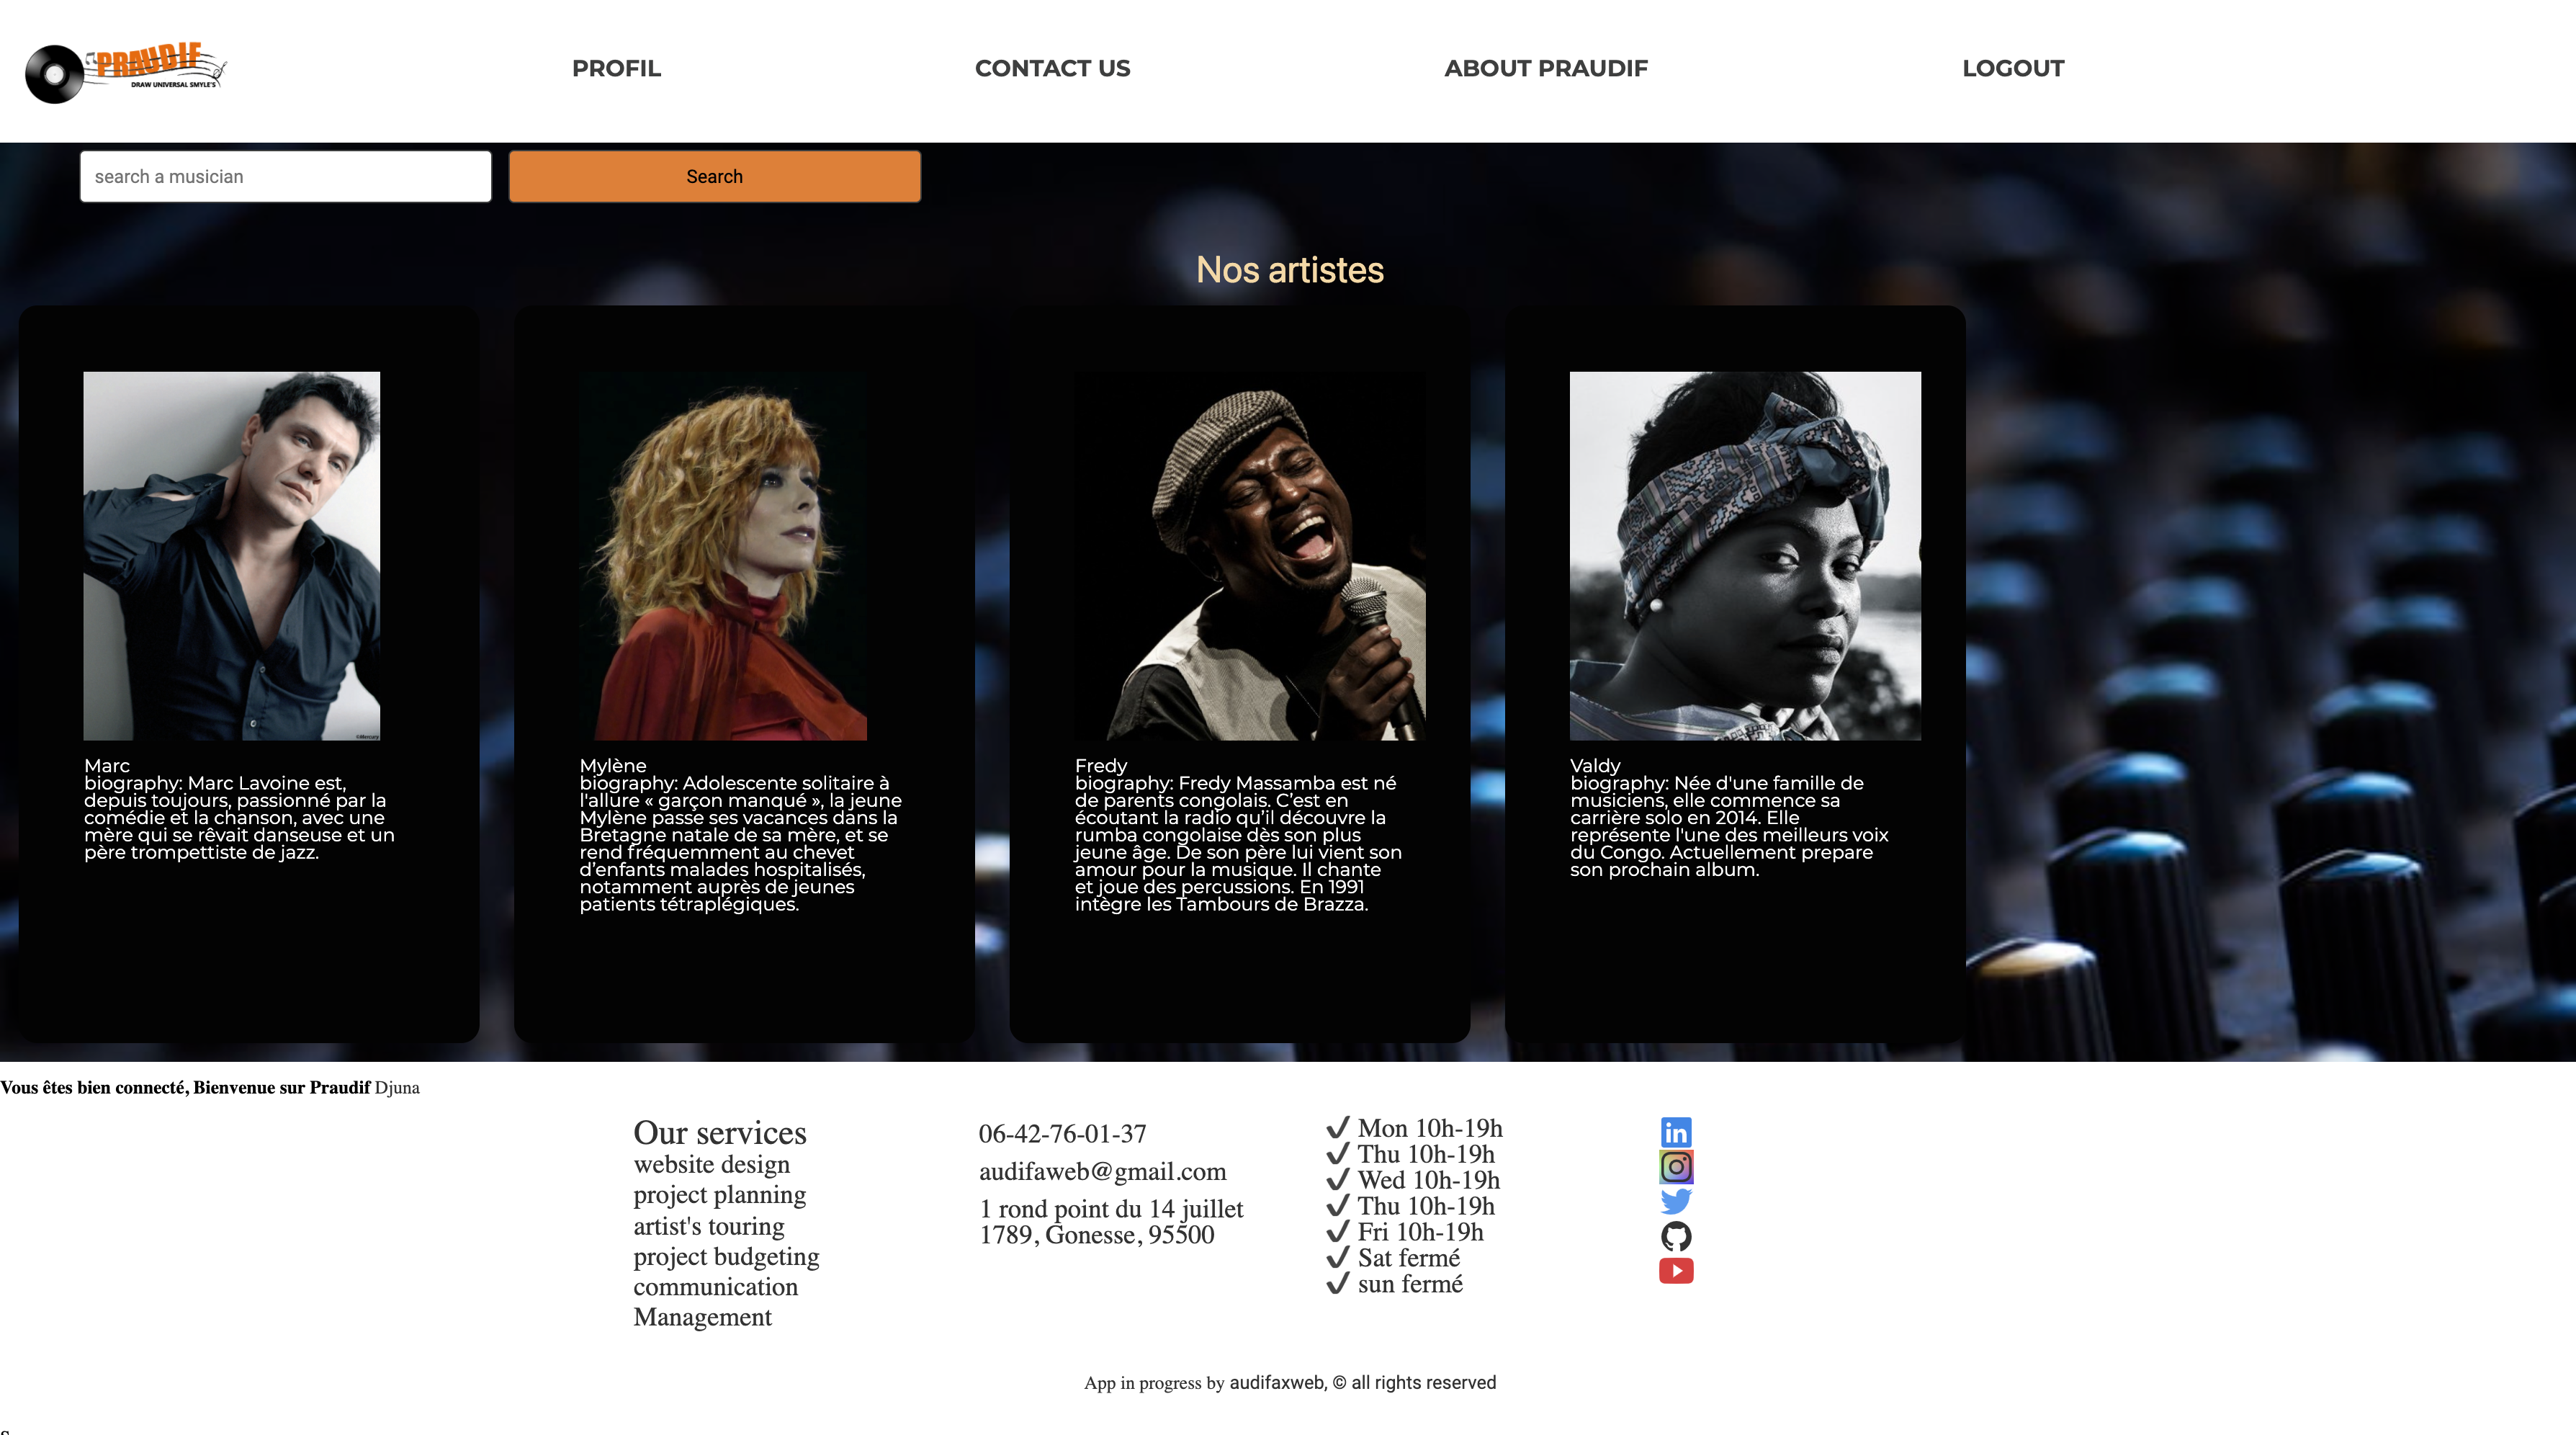 PRAUDIF
DRAW UNIVERSAL SMYLE'S
PROFIL
CONTACT US
ABOUT PRAUDIF
LOGOUT
search a musician
Search
Nos artistes
©Mercury
Marc
biography: Marc Lavoine est,
depuis toujours, passionné par la
comédie et la chanson, avec une
mère qui se rêvait danseuse et un
père trompettiste de jazz.
Mylène
biography: Adolescente solitaire à
l'allure « garçon manqué », la jeune
Mylène passe ses vacances dans la
Bretagne natale de sa mère, et se
rend fréquemment au chevet
d’enfants malades hospitalisés,
notamment auprès de jeunes
patients tétraplégiques.
Fredy
biography: Fredy Massamba est né
de parents congolais. C’est en
écoutant la radio qu’il découvre la
rumba congolaise dès son plus
jeune âge. De son père lui vient son
amour pour la musique. Il chante
et joue des percussions. En 1991
intègre les Tambours de Brazza.
Valdy
biography: Née d'une famille de
musiciens, elle commence sa
carrière solo en 2014. Elle
représente l'une des meilleurs voix
du Congo. Actuellement prepare
son prochain album.
Vous êtes bien connecté, Bienvenue sur Praudif Djuna
Our services
website design
project planning
artist's touring
project budgeting
communication
Management
06-42-76-01-37
audifaweb@gmail.com
1 rond point du 14 juillet
1789, Gonesse, 95500
✔ Mon 10h-19h
✔ Thu 10h-19h
✔ Wed 10h-19h
✔ Thu 10h-19h
✔ Fri 10h-19h
✔ Sat fermé
✔ sun fermé
in
App in progress by audifaxweb, © all rights reserved